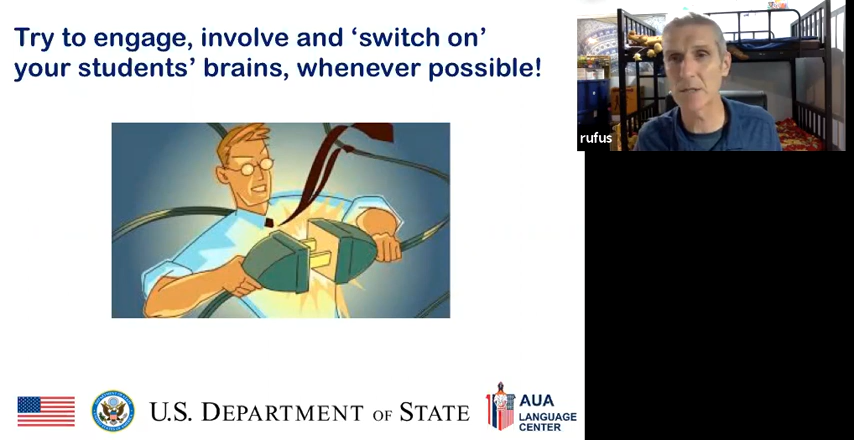 Try to engage, involve and ‘switch on’
your students’ brains, whenever possible!
rufus
U.S. DEPARTMENT OF STATE
AUA
LANGUAGE
CENTER